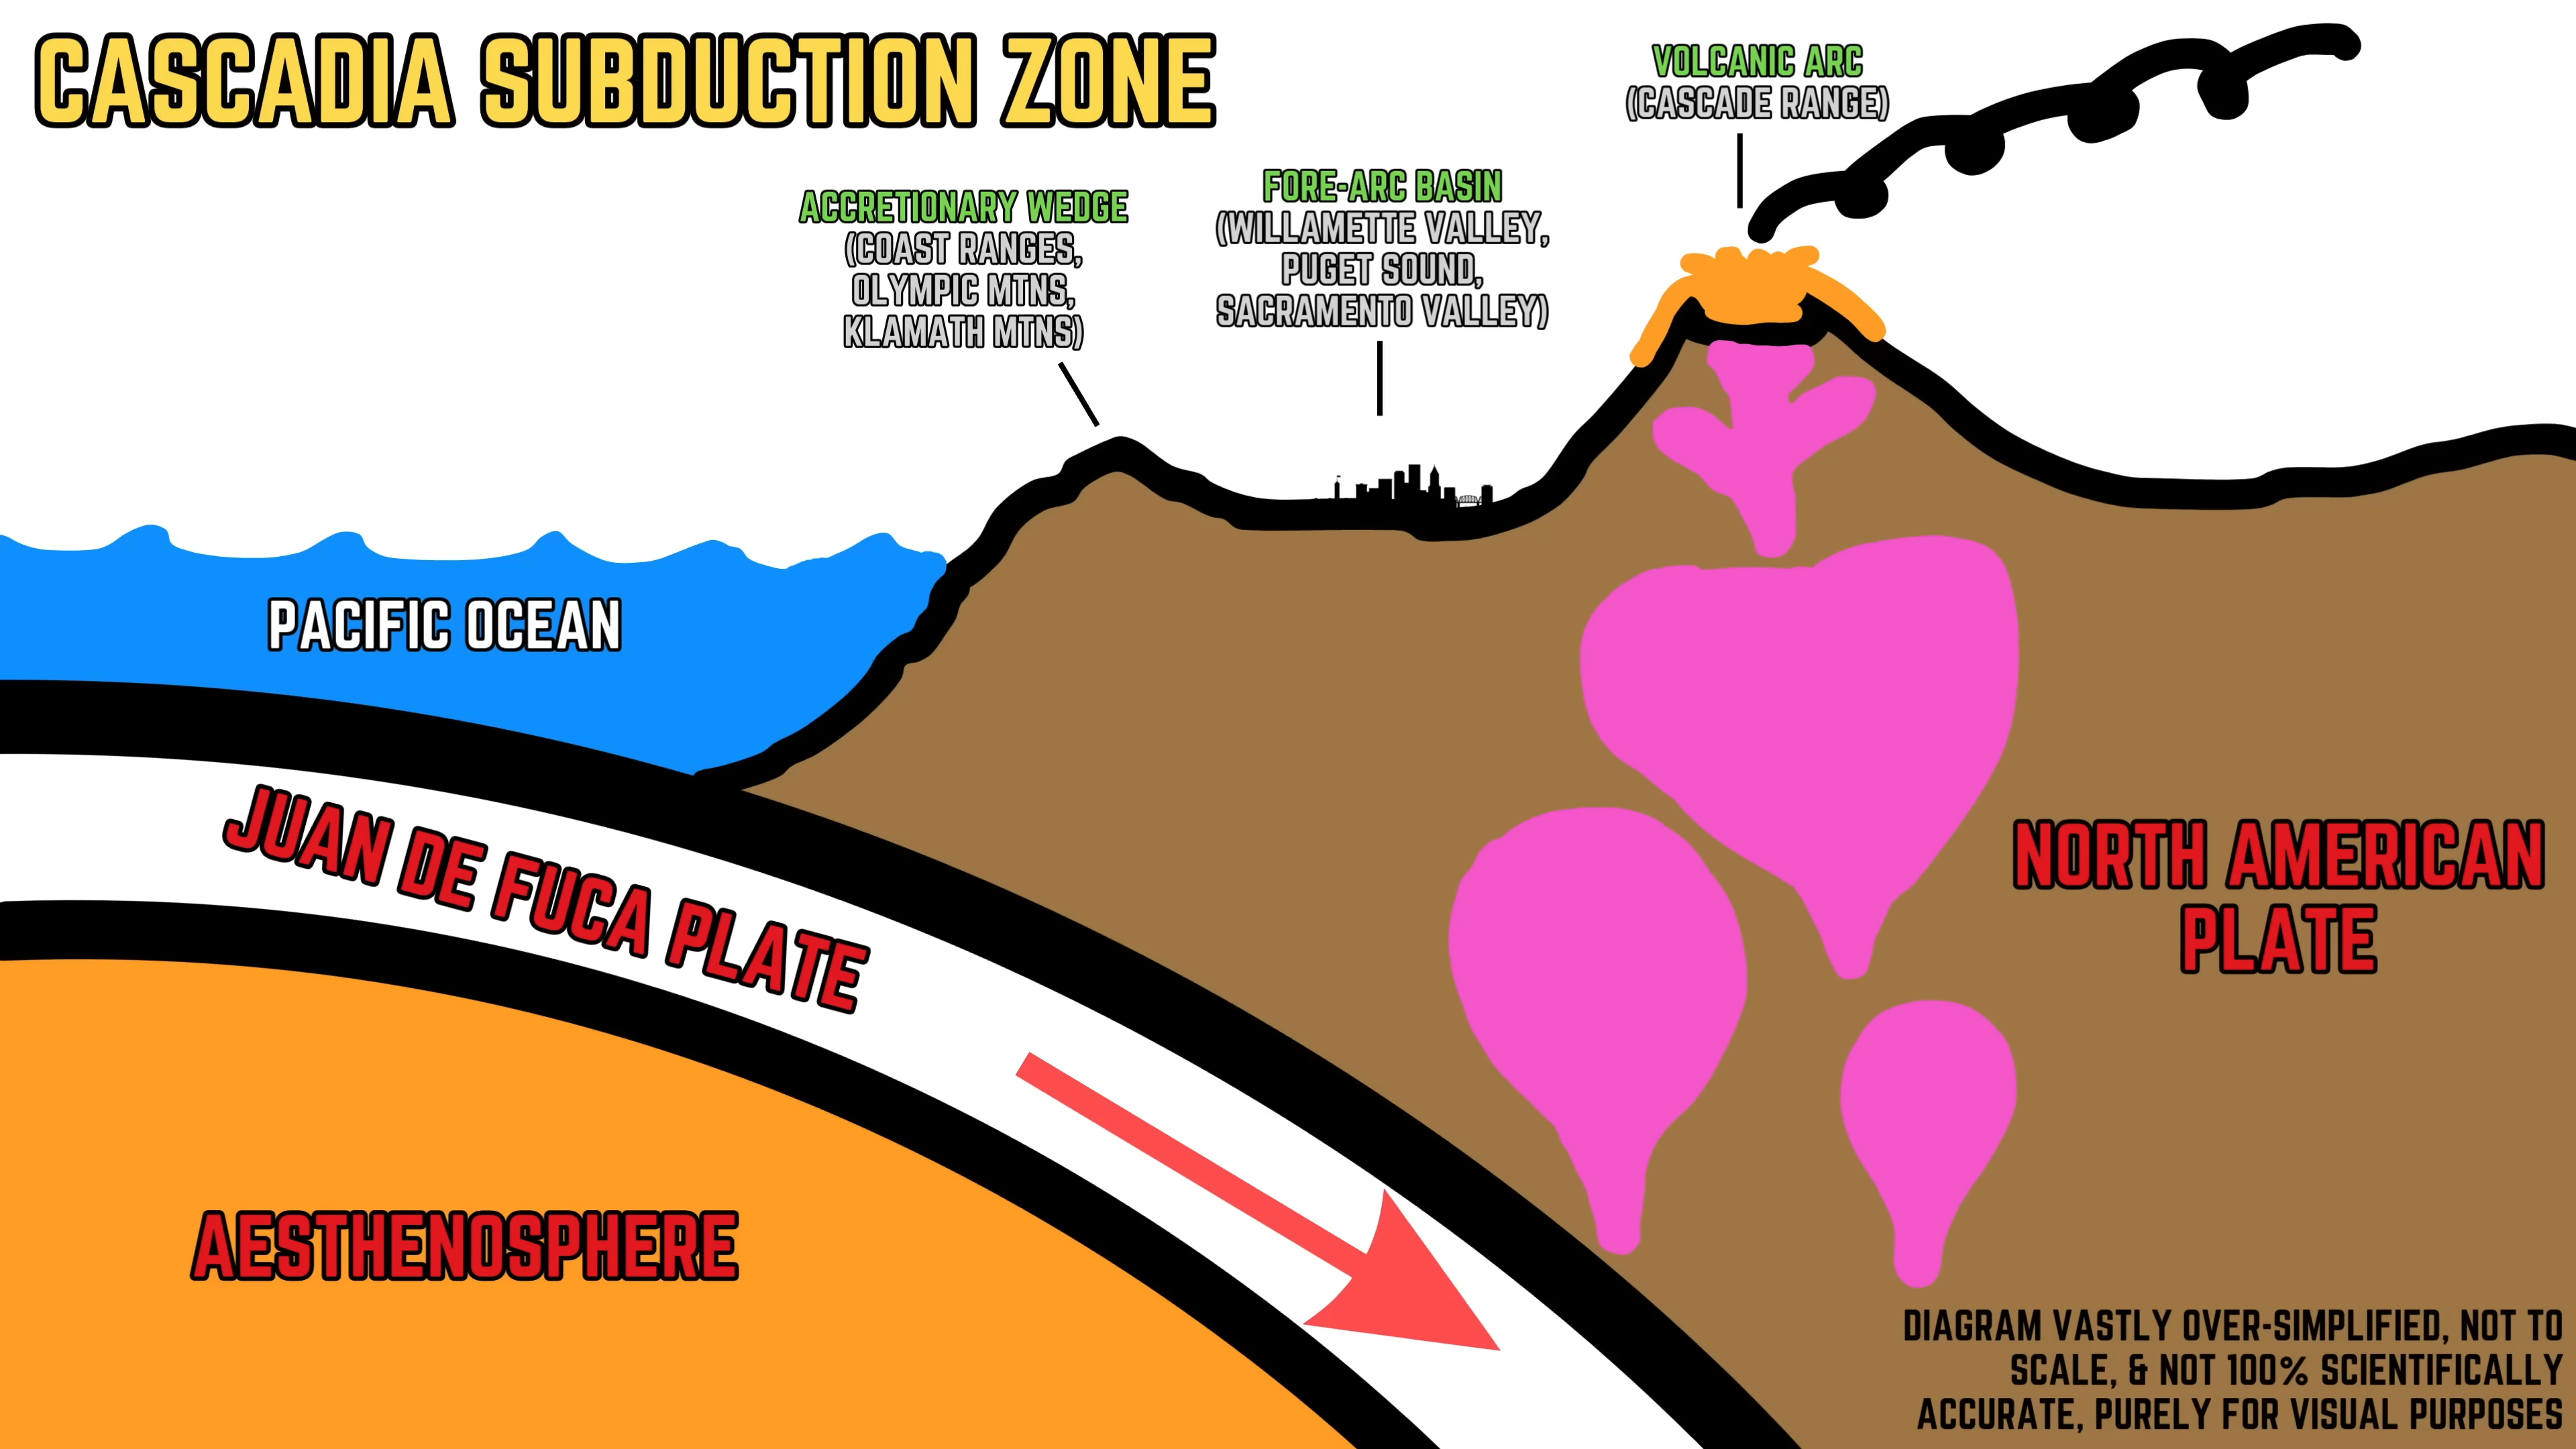 CASCADIA SUBDUCTION ZONE
VOLCANIC ARC
(CASCADE RANGE)
ACCRETIONARY WEDGE
(COAST RANGES,
OLYMPIC MTNS,
KLAMATH MTNS)
FORE-ARC BASIN
(WILLAMETTE VALLEY,
PUGET SOUND,
SACRAMENTO VALLEY)
PACIFIC OCEAN
JUAN DE FUCA PLATE
NORTH AMERICAN
PLATE
AESTHENOSPHERE
DIAGRAM VASTLY OVER-SIMPLIFIED, NOT TO
SCALE, & NOT 100% SCIENTIFICALLY
ACCURATE, PURELY FOR VISUAL PURPOSES